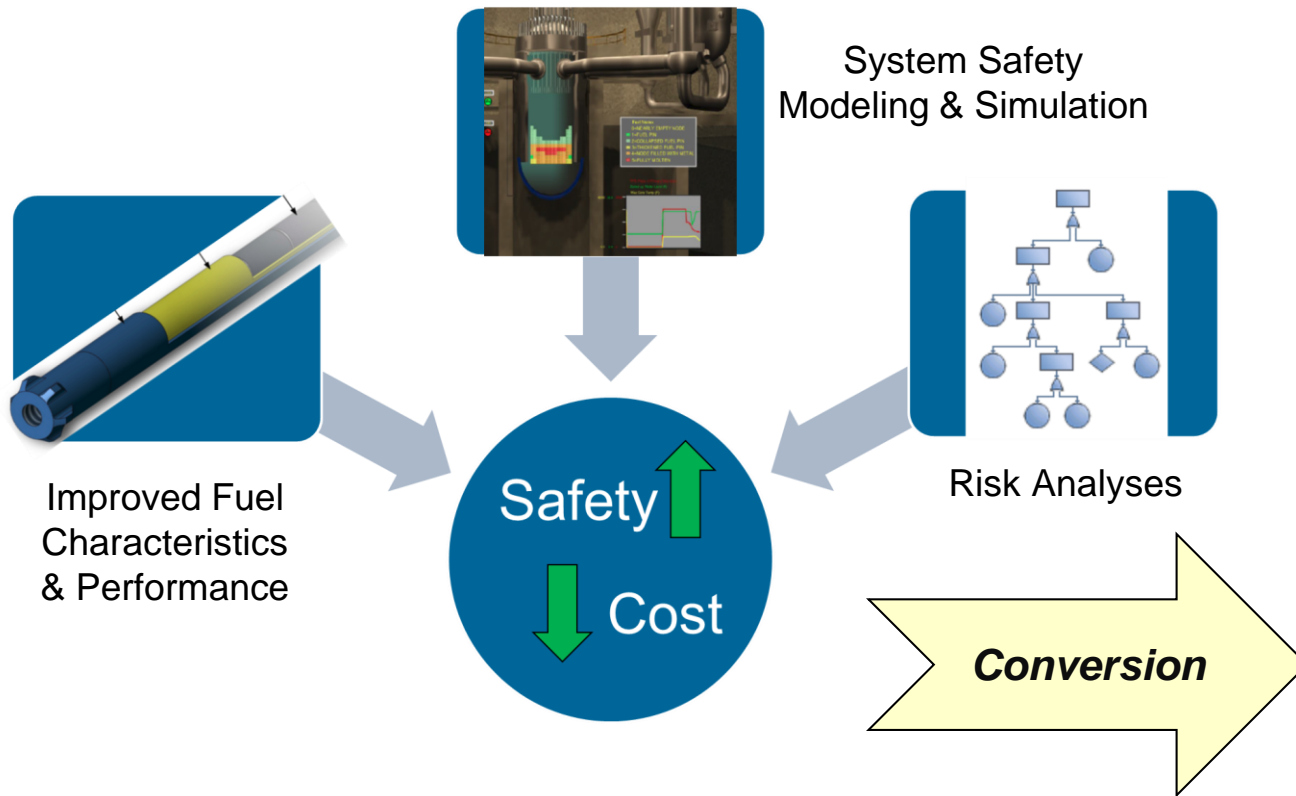 System Safety
Modeling & Simulation
Improved Fuel
Characteristics
& Performance
Risk Analyses
Safety
Cost
Conversion